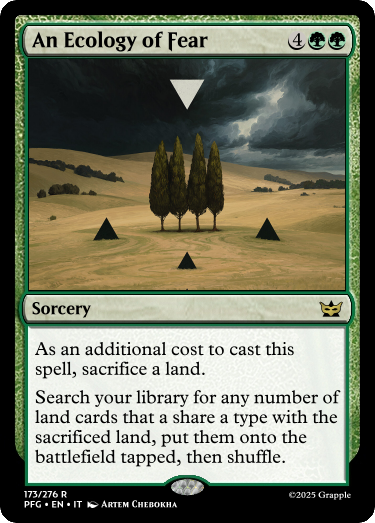 An Ecology of Fear 4
Sorcery
As an additional cost to cast this
spell, sacrifice a land.
Search your library for any number of
land cards that a share a type with the
sacrificed land, put them onto the
battlefield tapped, then shuffle.
173/276 R
PFG • EN • IT Artem Chebokha
©2025 Grapple